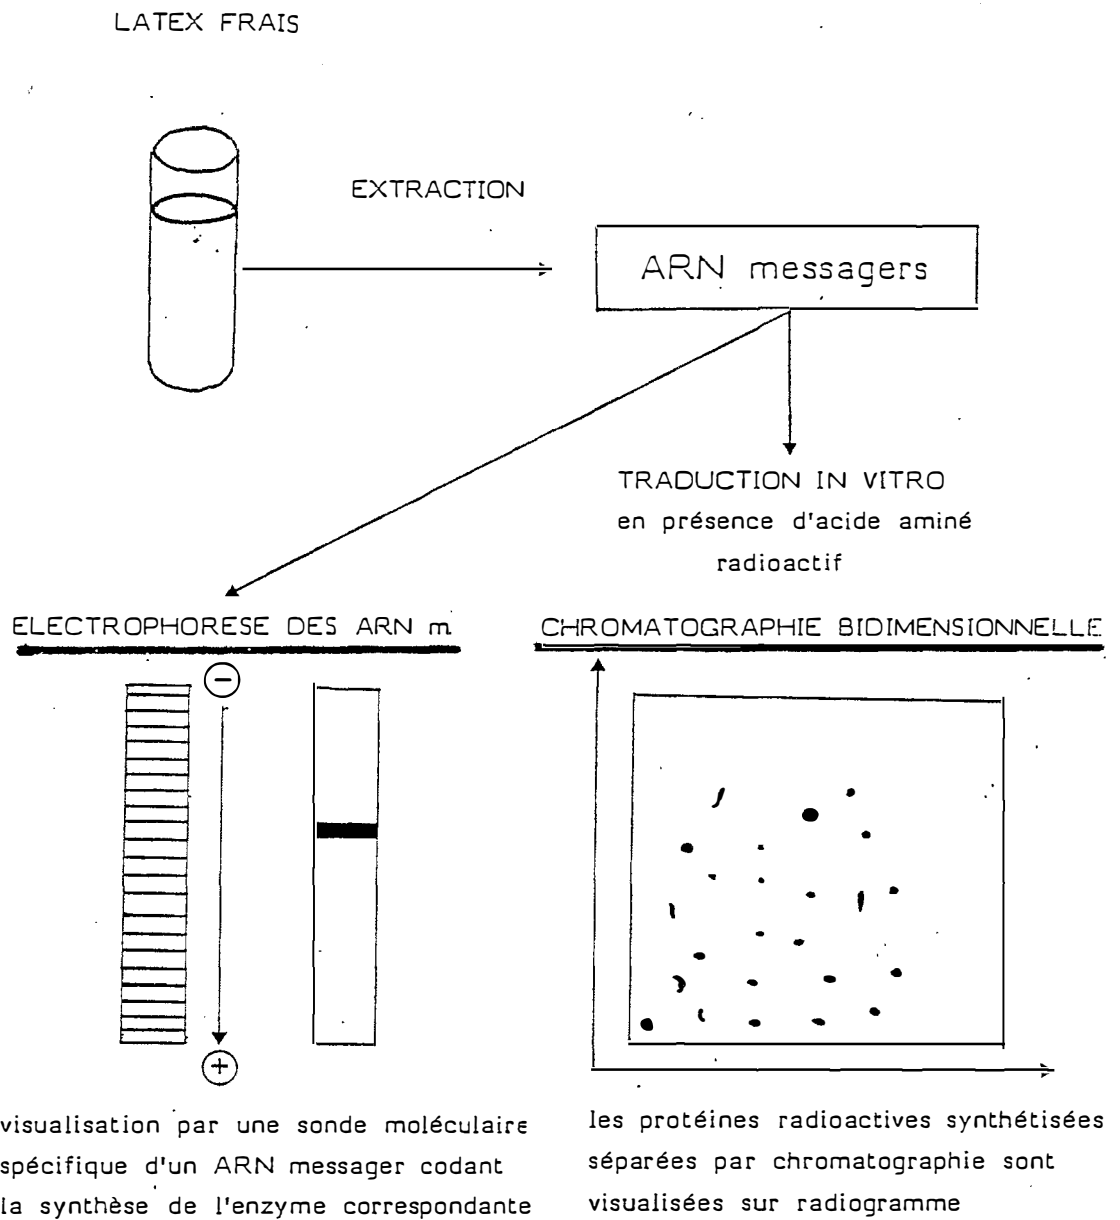 LATEX FRAIS
EXTRACTION
ARN messagers
TRADUCTION IN VITRO
en présence d'acide aminé
radioactif
ELECTROPHORESE DES ARN m
−
+
visualisation par une sonde moléculaire
spécifique d'un ARN messager codant
la synthèse de l'enzyme correspondante
CHROMATOGRAPHIE BIDIMENSIONNELLE
les protéines radioactives synthétisées
séparées par chromatographie sont
visualisées sur radiogramme